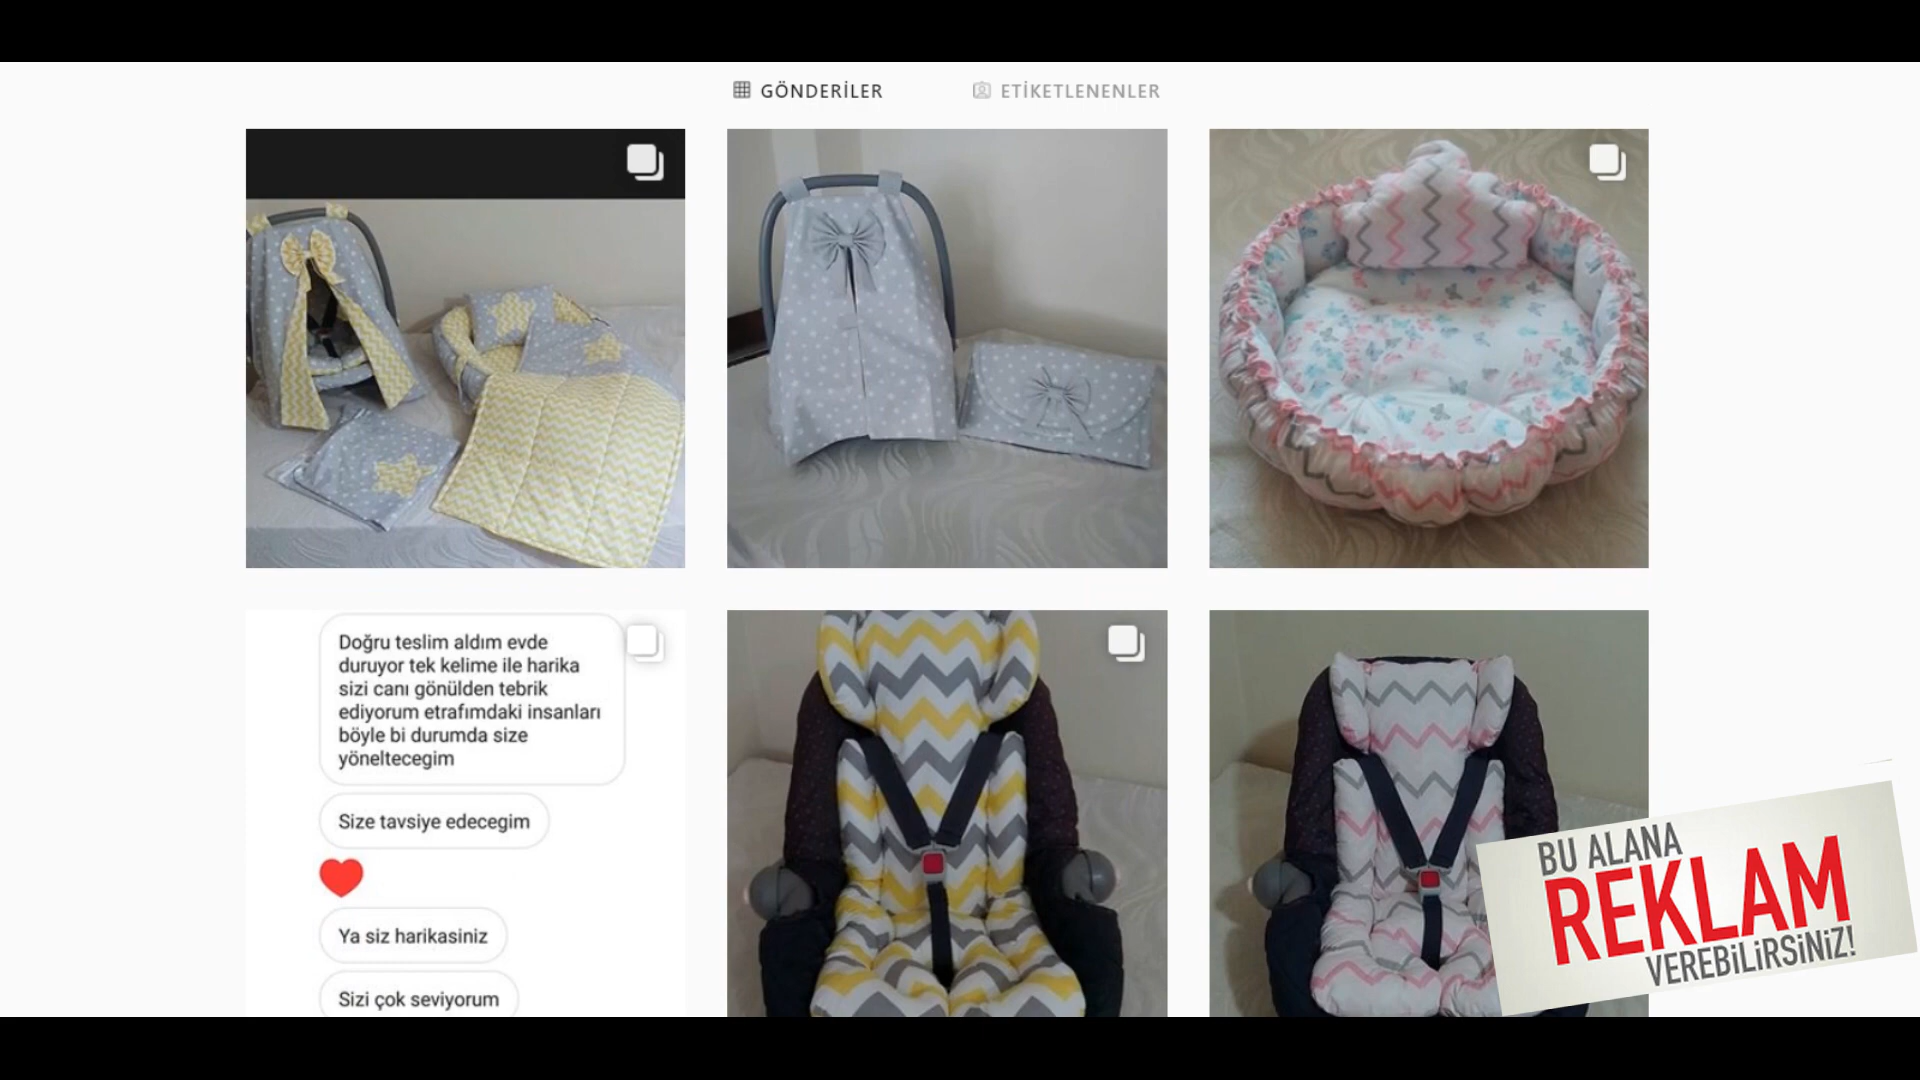 GÖNDERİLER
ETİKETLENENLER
Doğru teslim aldım evde
duruyor tek kelime ile harika
sizi canı gönülden tebrik
ediyorum etrafımdaki insanları
böyle bi durumda size
yöneltecegim
Size tavsiye edecegim
Ya siz harikasiniz
Sizi çok seviyorum
BU ALANA
REKLAM
VEREBİLİRSİNİZ!